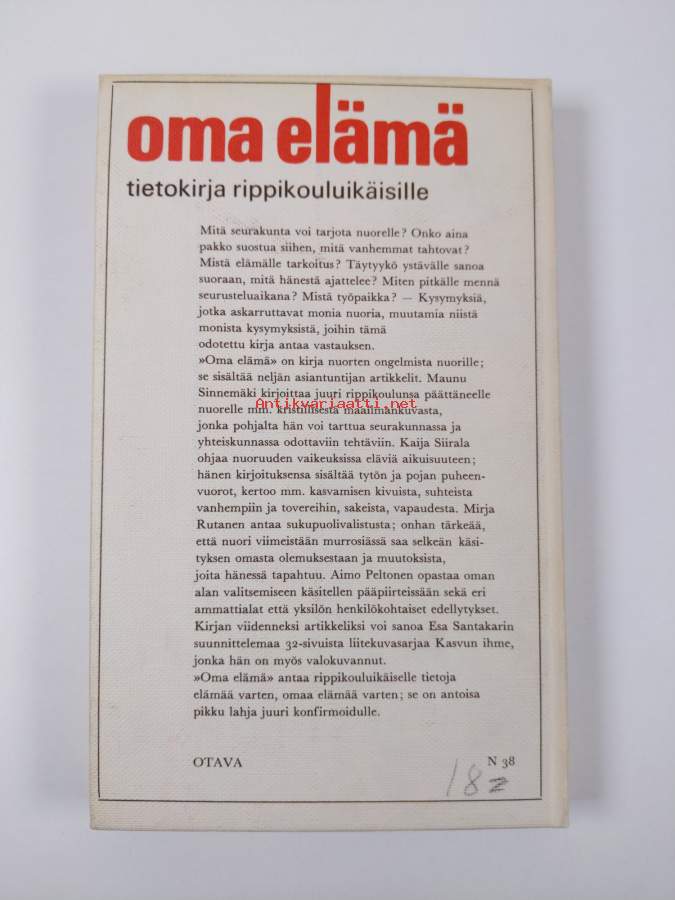 oma elämä
tietokirja rippikouluikäisille
Mitä seurakunta voi tarjota nuorelle? Onko aina
pakko suostua siihen, mitä vanhemmat tahtovat?
Mistä elämälle tarkoitus? Täytyykö ystävälle sanoa
suoraan, mitä hänestä ajattelee? Miten pitkälle mennä
seurusteluaikana? Mistä työpaikka? — Kysymyksiä,
jotka askarruttavat monia nuoria, muutamia niistä
monista kysymyksistä, joihin tämä
odotettu kirja antaa vastauksen.
»Oma elämä» on kirja nuorten ongelmista nuorille;
se sisältää neljän asiantuntijan artikkelit. Maunu
Sinnemäki kirjoittaa juuri rippikoulunsa päättäneelle
Antikvariaatti.net
nuorelle mm. kristillisestä maailmankuvasta,
jonka pohjalta hän voi tarttua seurakunnassa ja
yhteiskunnassa odottaviin tehtäviin. Kaija Siirala
ohjaa nuoruuden vaikeuksissa eläviä aikuisuuteen;
hänen kirjoituksensa sisältää tytön ja pojan puheen-
vuorot, kertoo mm. kasvamisen kivuista, suhteista
vanhempiin ja tovereihin, sakeista, vapaudesta. Mirja
Rutanen antaa sukupuolivalistusta; onhan tärkeää,
että nuori viimeistään murrosiässä saa selkeän käsi-
tyksen omasta olemuksestaan ja muutoksista,
joita hänessä tapahtuu. Aimo Peltonen opastaa oman
alan valitsemiseen käsitellen pääpiirteissään sekä eri
ammattialat että yksilön henkilökohtaiset edellytykset.
Kirjan viidenneksi artikkeliksi voi sanoa Esa Santakarin
suunnittelemaa 32-sivuista liitekuvasarjaa Kasvun ihme,
jonka hän on myös valokuvannut.
»Oma elämä» antaa rippikouluikäiselle tietoja
elämää varten, omaa elämää varten; se on antoisa
pikku lahja juuri konfirmoidulle.
OTAVA N 38